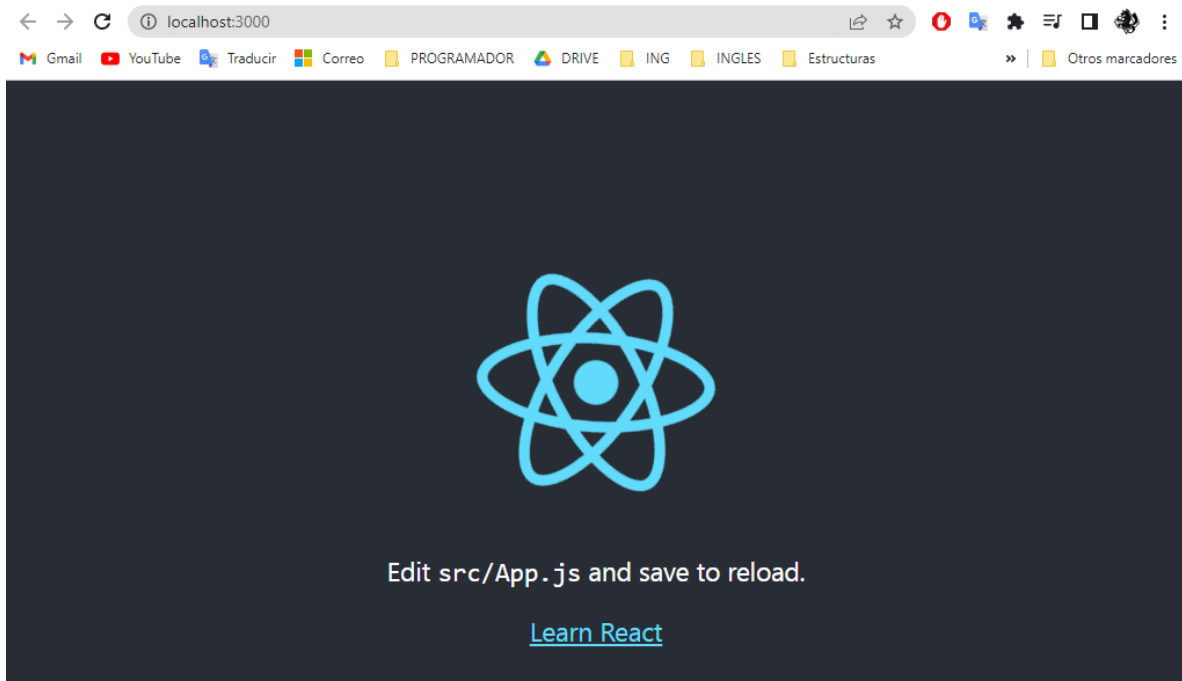 localhost:3000
Gmail YouTube Traducir Correo PROGRAMADOR DRIVE ING INGLES Estructuras » Otros marcadores
Edit src/App.js and save to reload.
Learn React